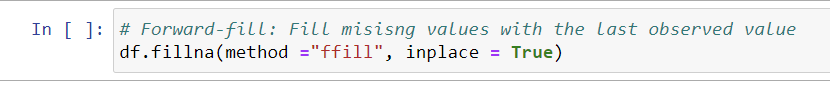 In [ ]: # Forward-fill: Fill misisng values with the last observed value
df.fillna(method ="ffill", inplace = True)